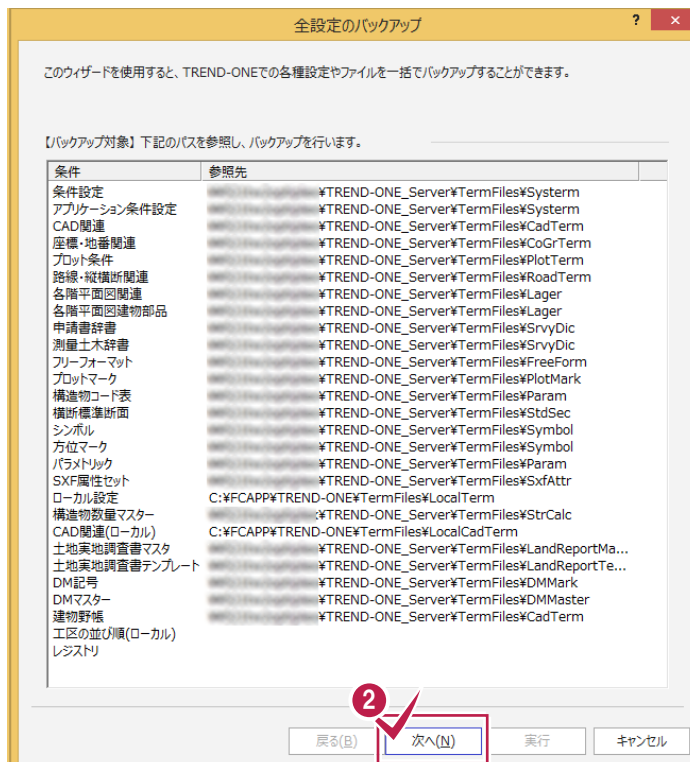 全設定のバックアップ
? ×
このウィザードを使用すると、TREND-ONEでの各種設定やファイルを一括でバックアップすることができます。
【バックアップ対象】下記のパスを参照し、バックアップを行います。
条件 参照先
条件設定 ¥TREND-ONE_Server¥TermFiles¥Systerm
アプリケーション条件設定 ¥TREND-ONE_Server¥TermFiles¥Systerm
CAD関連 ¥TREND-ONE_Server¥TermFiles¥CadTerm
座標・地番関連 ¥TREND-ONE_Server¥TermFiles¥CoGrTerm
プロット条件 ¥TREND-ONE_Server¥TermFiles¥PlotTerm
路線・縦横断関連 ¥TREND-ONE_Server¥TermFiles¥RoadTerm
各階平面図関連 ¥TREND-ONE_Server¥TermFiles¥Lager
各階平面図建物部品 ¥TREND-ONE_Server¥TermFiles¥Lager
申請書辞書 ¥TREND-ONE_Server¥TermFiles¥SrvyDic
測量土木辞書 ¥TREND-ONE_Server¥TermFiles¥SrvyDic
フリーフォーマット ¥TREND-ONE_Server¥TermFiles¥FreeForm
プロットマーク ¥TREND-ONE_Server¥TermFiles¥PlotMark
構造物コード表 ¥TREND-ONE_Server¥TermFiles¥Param
横断標準断面 ¥TREND-ONE_Server¥TermFiles¥StdSec
シンボル ¥TREND-ONE_Server¥TermFiles¥Symbol
方位マーク ¥TREND-ONE_Server¥TermFiles¥Symbol
パラメトリック ¥TREND-ONE_Server¥TermFiles¥Param
SXF属性セット ¥TREND-ONE_Server¥TermFiles¥SxfAttr
ローカル設定 C:¥FCAPP¥TREND-ONE¥TermFiles¥LocalTerm
構造物数量マスター ¥TREND-ONE_Server¥TermFiles¥StrCalc
CAD関連(ローカル) C:¥FCAPP¥TREND-ONE¥TermFiles¥LocalCadTerm
土地実地調査書マスタ ¥TREND-ONE_Server¥TermFiles¥LandReportMa...
土地実地調査書テンプレート ¥TREND-ONE_Server¥TermFiles¥LandReportTe...
DM記号 ¥TREND-ONE_Server¥TermFiles¥DMMark
DMマスター ¥TREND-ONE_Server¥TermFiles¥DMMaster
建物野帳 ¥TREND-ONE_Server¥TermFiles¥CadTerm
工区の並び順(ローカル)
レジストリ
2
戻る(B) 次へ(N) 実行 キャンセル